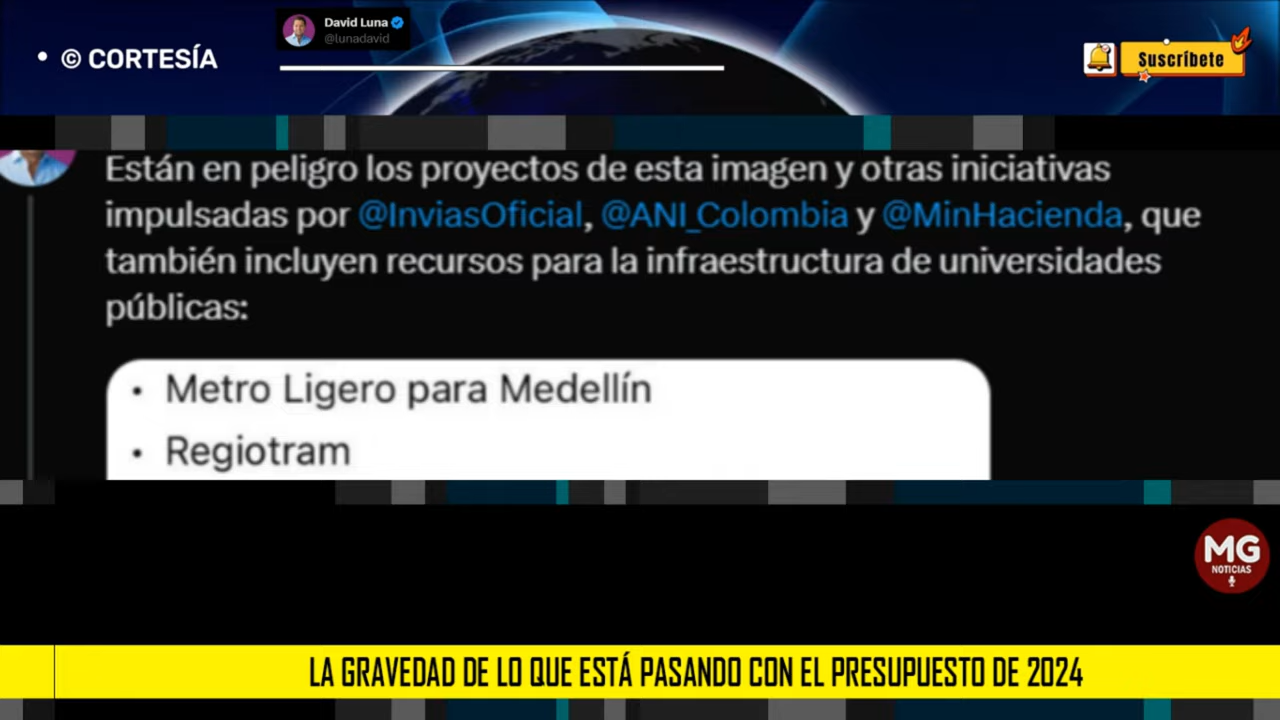 • © CORTESÍA
David Luna
@lunadavid
Suscríbete
Están en peligro los proyectos de esta imagen y otras iniciativas
impulsadas por @InviasOficial, @ANI_Colombia y @MinHacienda, que
también incluyen recursos para la infraestructura de universidades
públicas:
• Metro Ligero para Medellín
• Regiotram
MG
NOTICIAS
LA GRAVEDAD DE LO QUE ESTÁ PASANDO CON EL PRESUPUESTO DE 2024